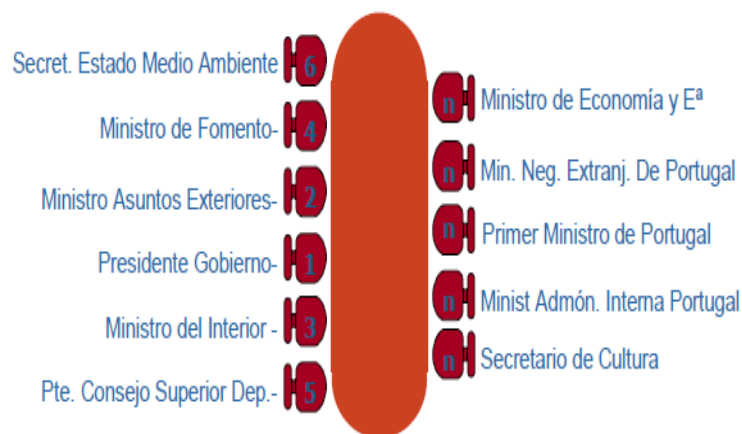 Secret. Estado Medio Ambiente 6
Ministro de Fomento- 4
Ministro Asuntos Exteriores- 2
Presidente Gobierno- 1
Ministro del Interior - 3
Pte. Consejo Superior Dep.- 5
n Ministro de Economía y Eª
n Min. Neg. Extranj. De Portugal
n Primer Ministro de Portugal
n Minist Admón. Interna Portugal
n Secretario de Cultura